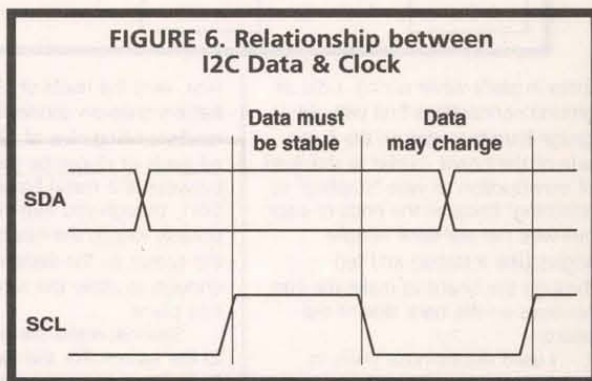 FIGURE 6. Relationship between
I2C Data & Clock
Data must
be stable
Data
may change
SDA
SCL